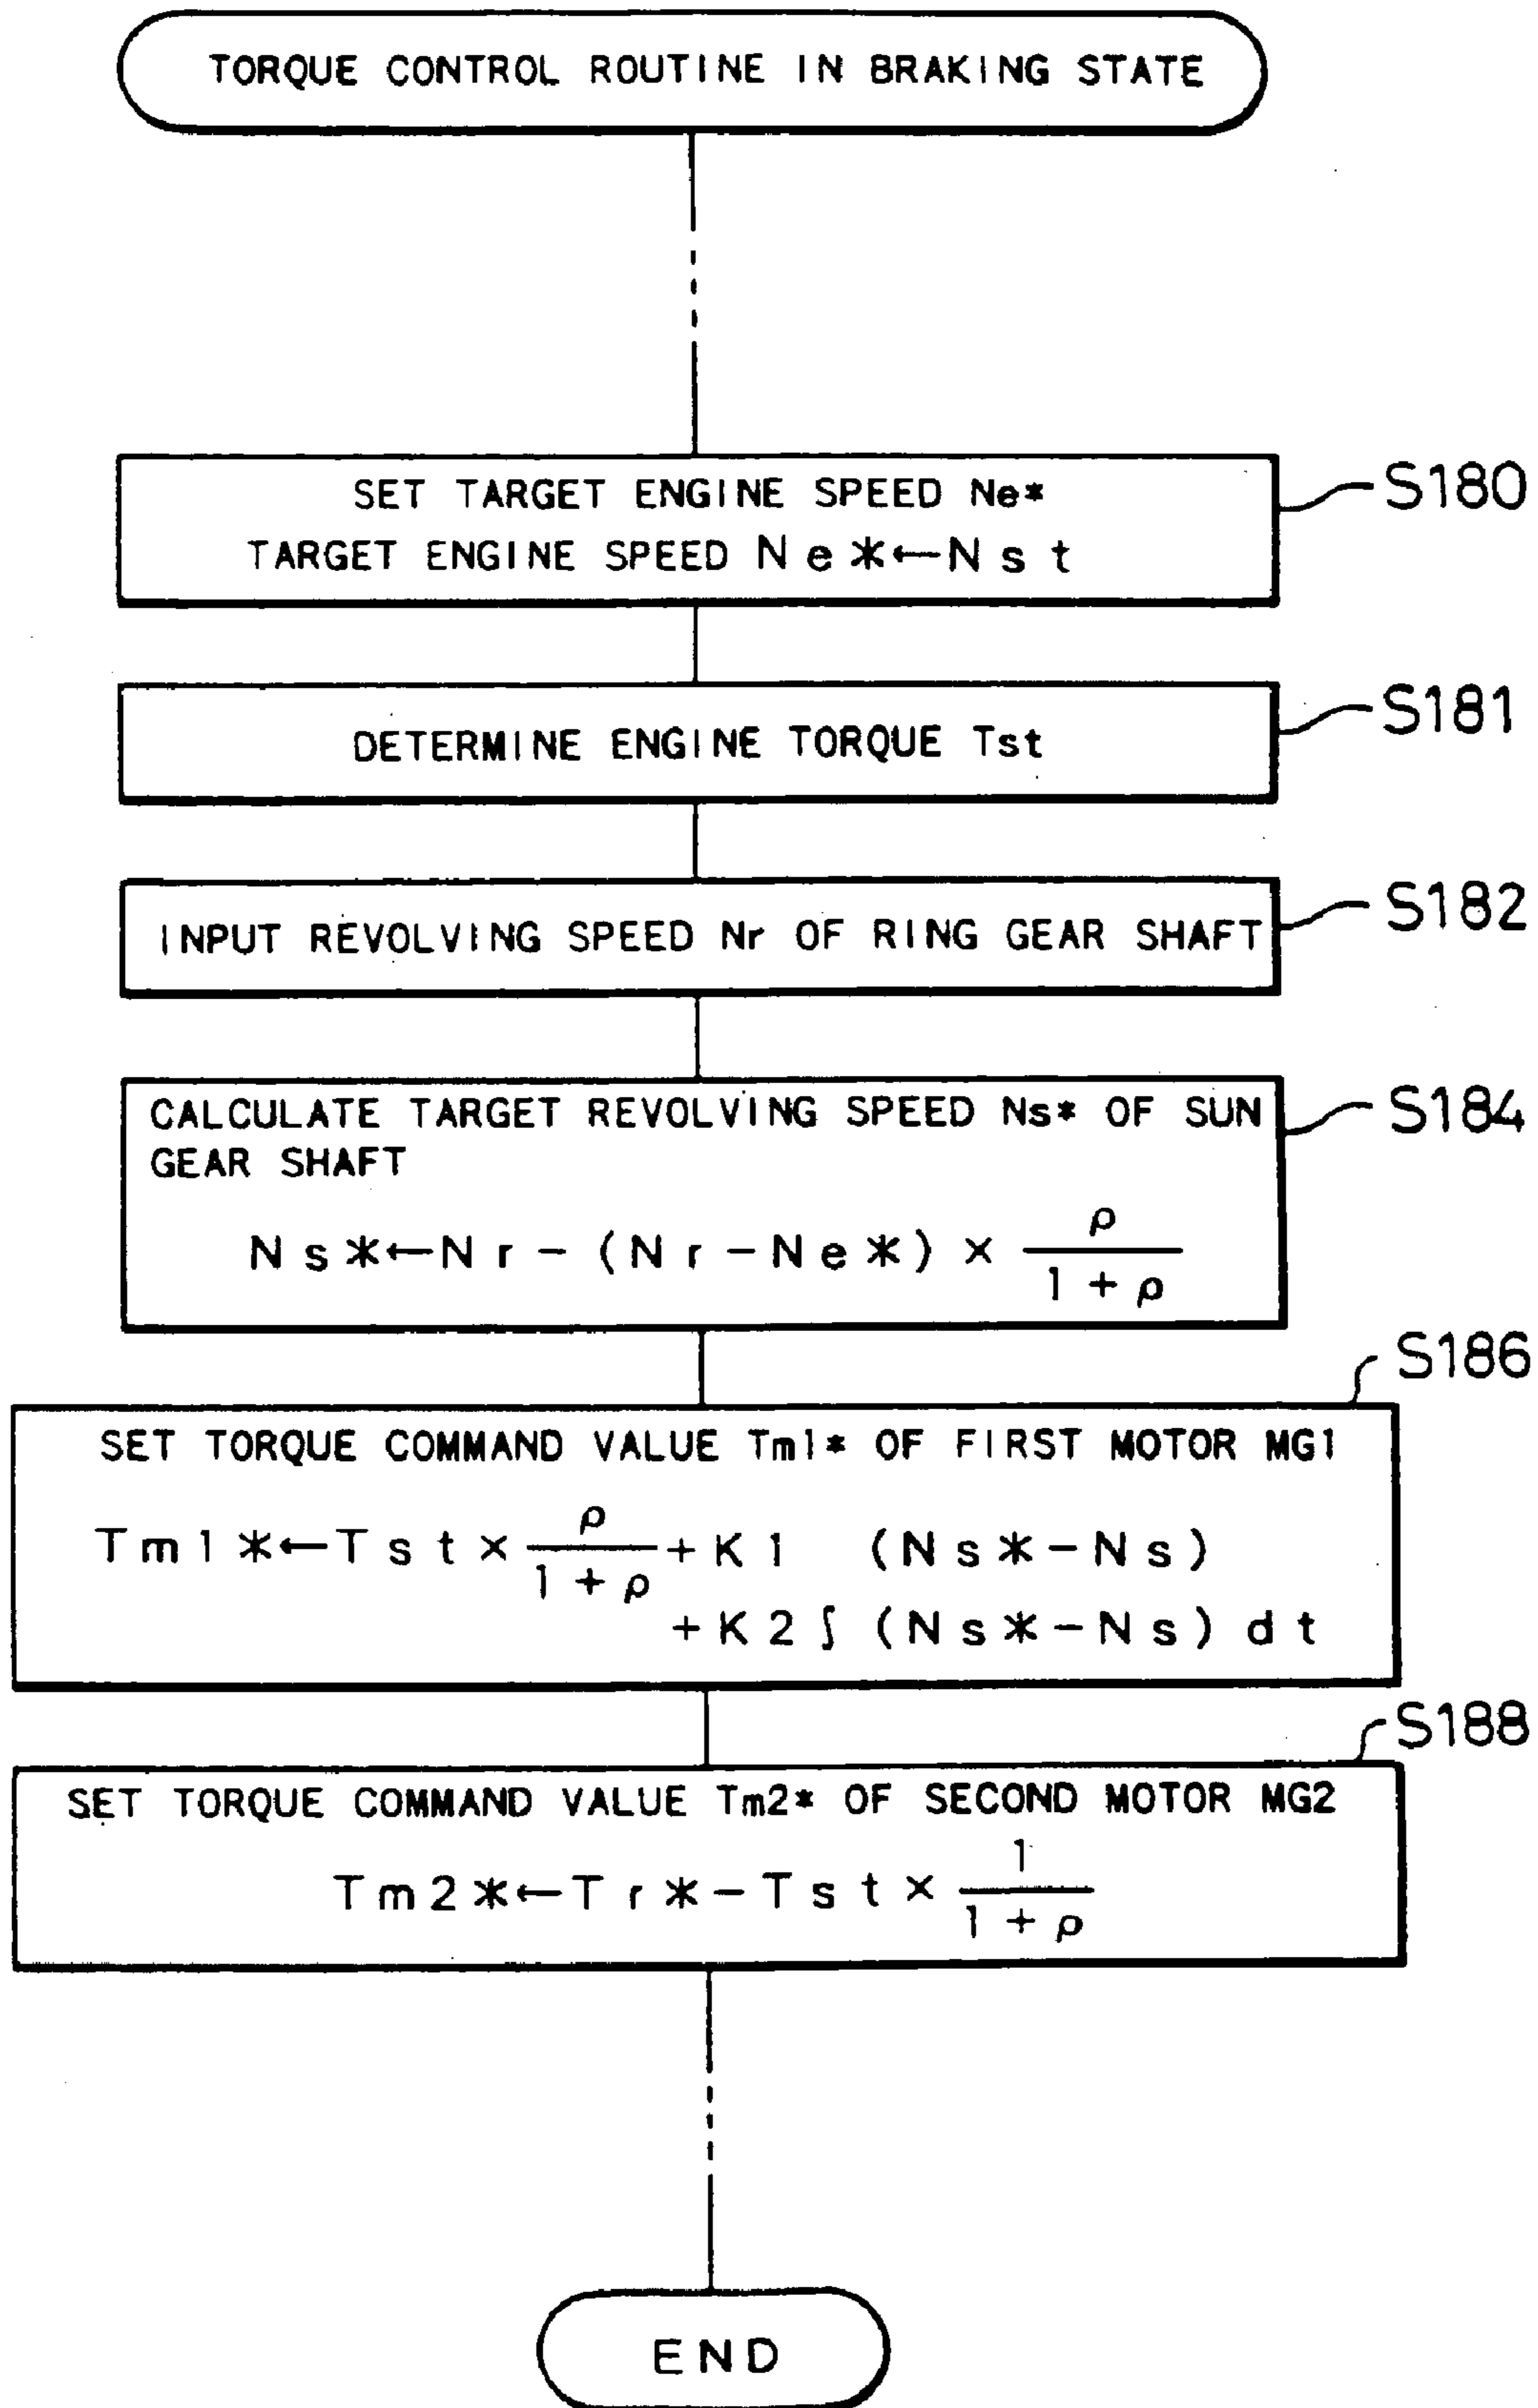 TORQUE CONTROL ROUTINE IN BRAKING STATE
SET TARGET ENGINE SPEED Ne*
TARGET ENGINE SPEED Ne*←Nst
S180
DETERMINE ENGINE TORQUE Tst
S181
INPUT REVOLVING SPEED Nr OF RING GEAR SHAFT
S182
CALCULATE TARGET REVOLVING SPEED Ns* OF SUN
GEAR SHAFT
S184
Ns*←Nr-(Nr-Ne*)×ρ/(1+ρ)
S186
SET TORQUE COMMAND VALUE Tm1* OF FIRST MOTOR MG1
Tm1*←Tst×ρ/(1+ρ)+K1 (Ns*-Ns)
+K2∫(Ns*-Ns)dt
S188
SET TORQUE COMMAND VALUE Tm2* OF SECOND MOTOR MG2
Tm2*←Tr*-Tst×1/(1+ρ)
END